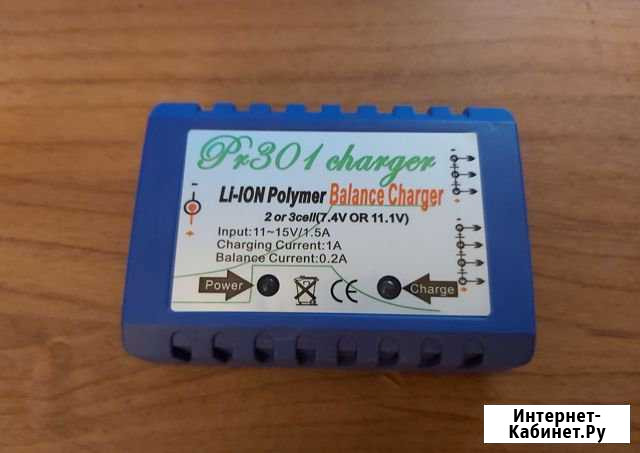 Pr301 charger
LI-ION Polymer Balance Charger
2 or 3cell(7.4V OR 11.1V)
Input:11~15V/1.5A
Charging Current:1A
Balance Current:0.2A
Power
CE
Charge
Интернет-
Кабинет.Ру